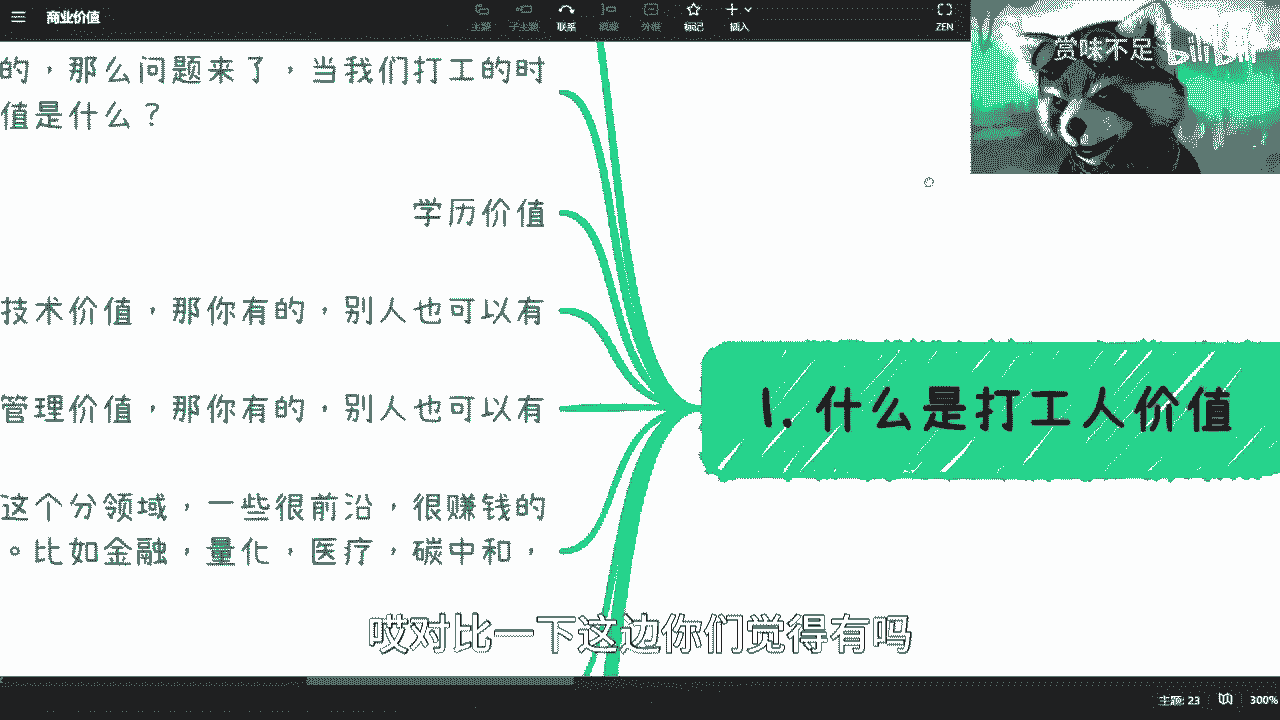 商业价值
主题 子主题 联系 概要 外框 标记 插入 ZEN
赏味不足
的，那么问题来了，当我们打工的时
值是什么？
学历价值
技术价值，那你有的，别人也可以有
管理价值，那你有的，别人也可以有
这个分领域，一些很前沿，很赚钱的
。比如金融，量化，医疗，碳中和，
1. 什么是打工人价值
哎对比一下这边你们觉得有吗
主题: 23 300%